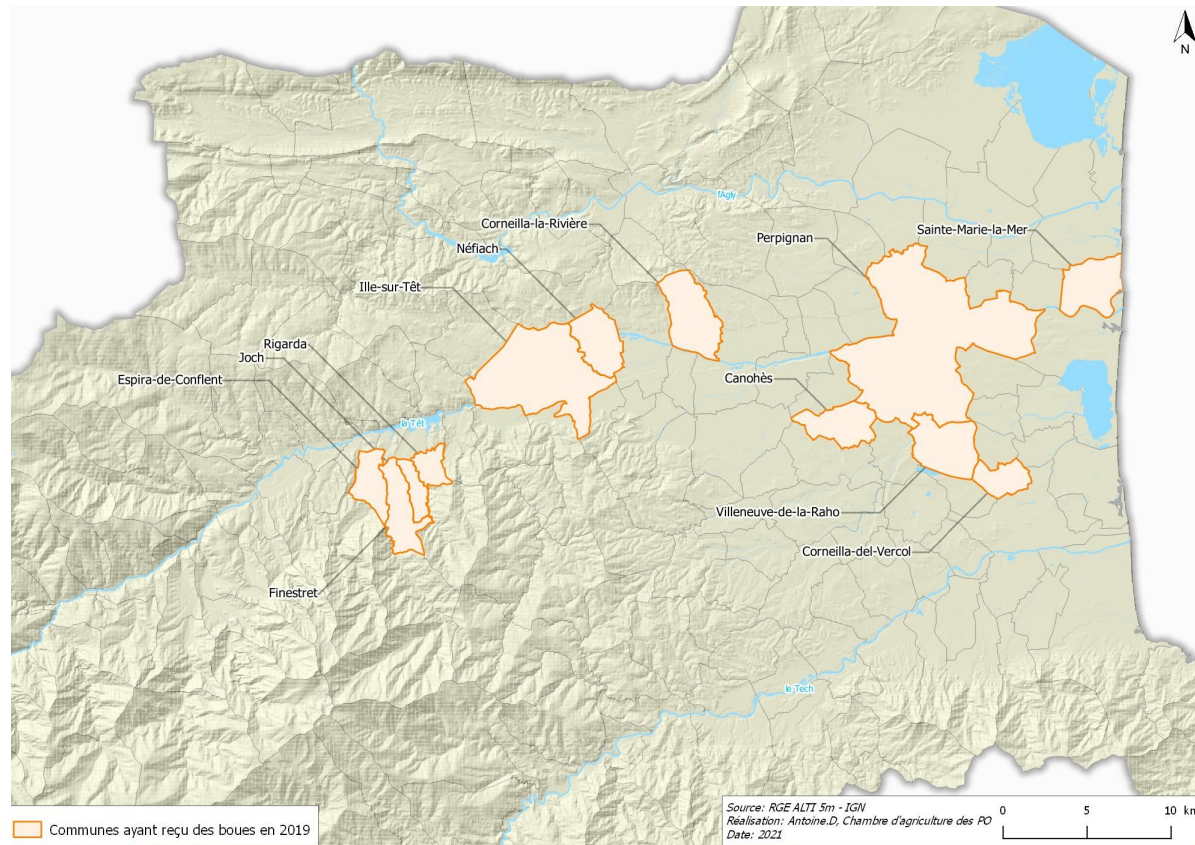 N
l'Agly
Corneilla-la-Rivière
Sainte-Marie-la-Mer
Perpignan
Néfiach
Ille-sur-Têt
Rigarda
Joch
Espira-de-Conflent
Canohès
la Têt
Villeneuve-de-la-Raho
Corneilla-del-Vercol
Finestret
le Tech
Communes ayant reçu des boues en 2019
Source: RGE ALTI 5m - IGN
Réalisation: Antoine.D, Chambre d'agriculture des PO
Date: 2021
0 5 10 km